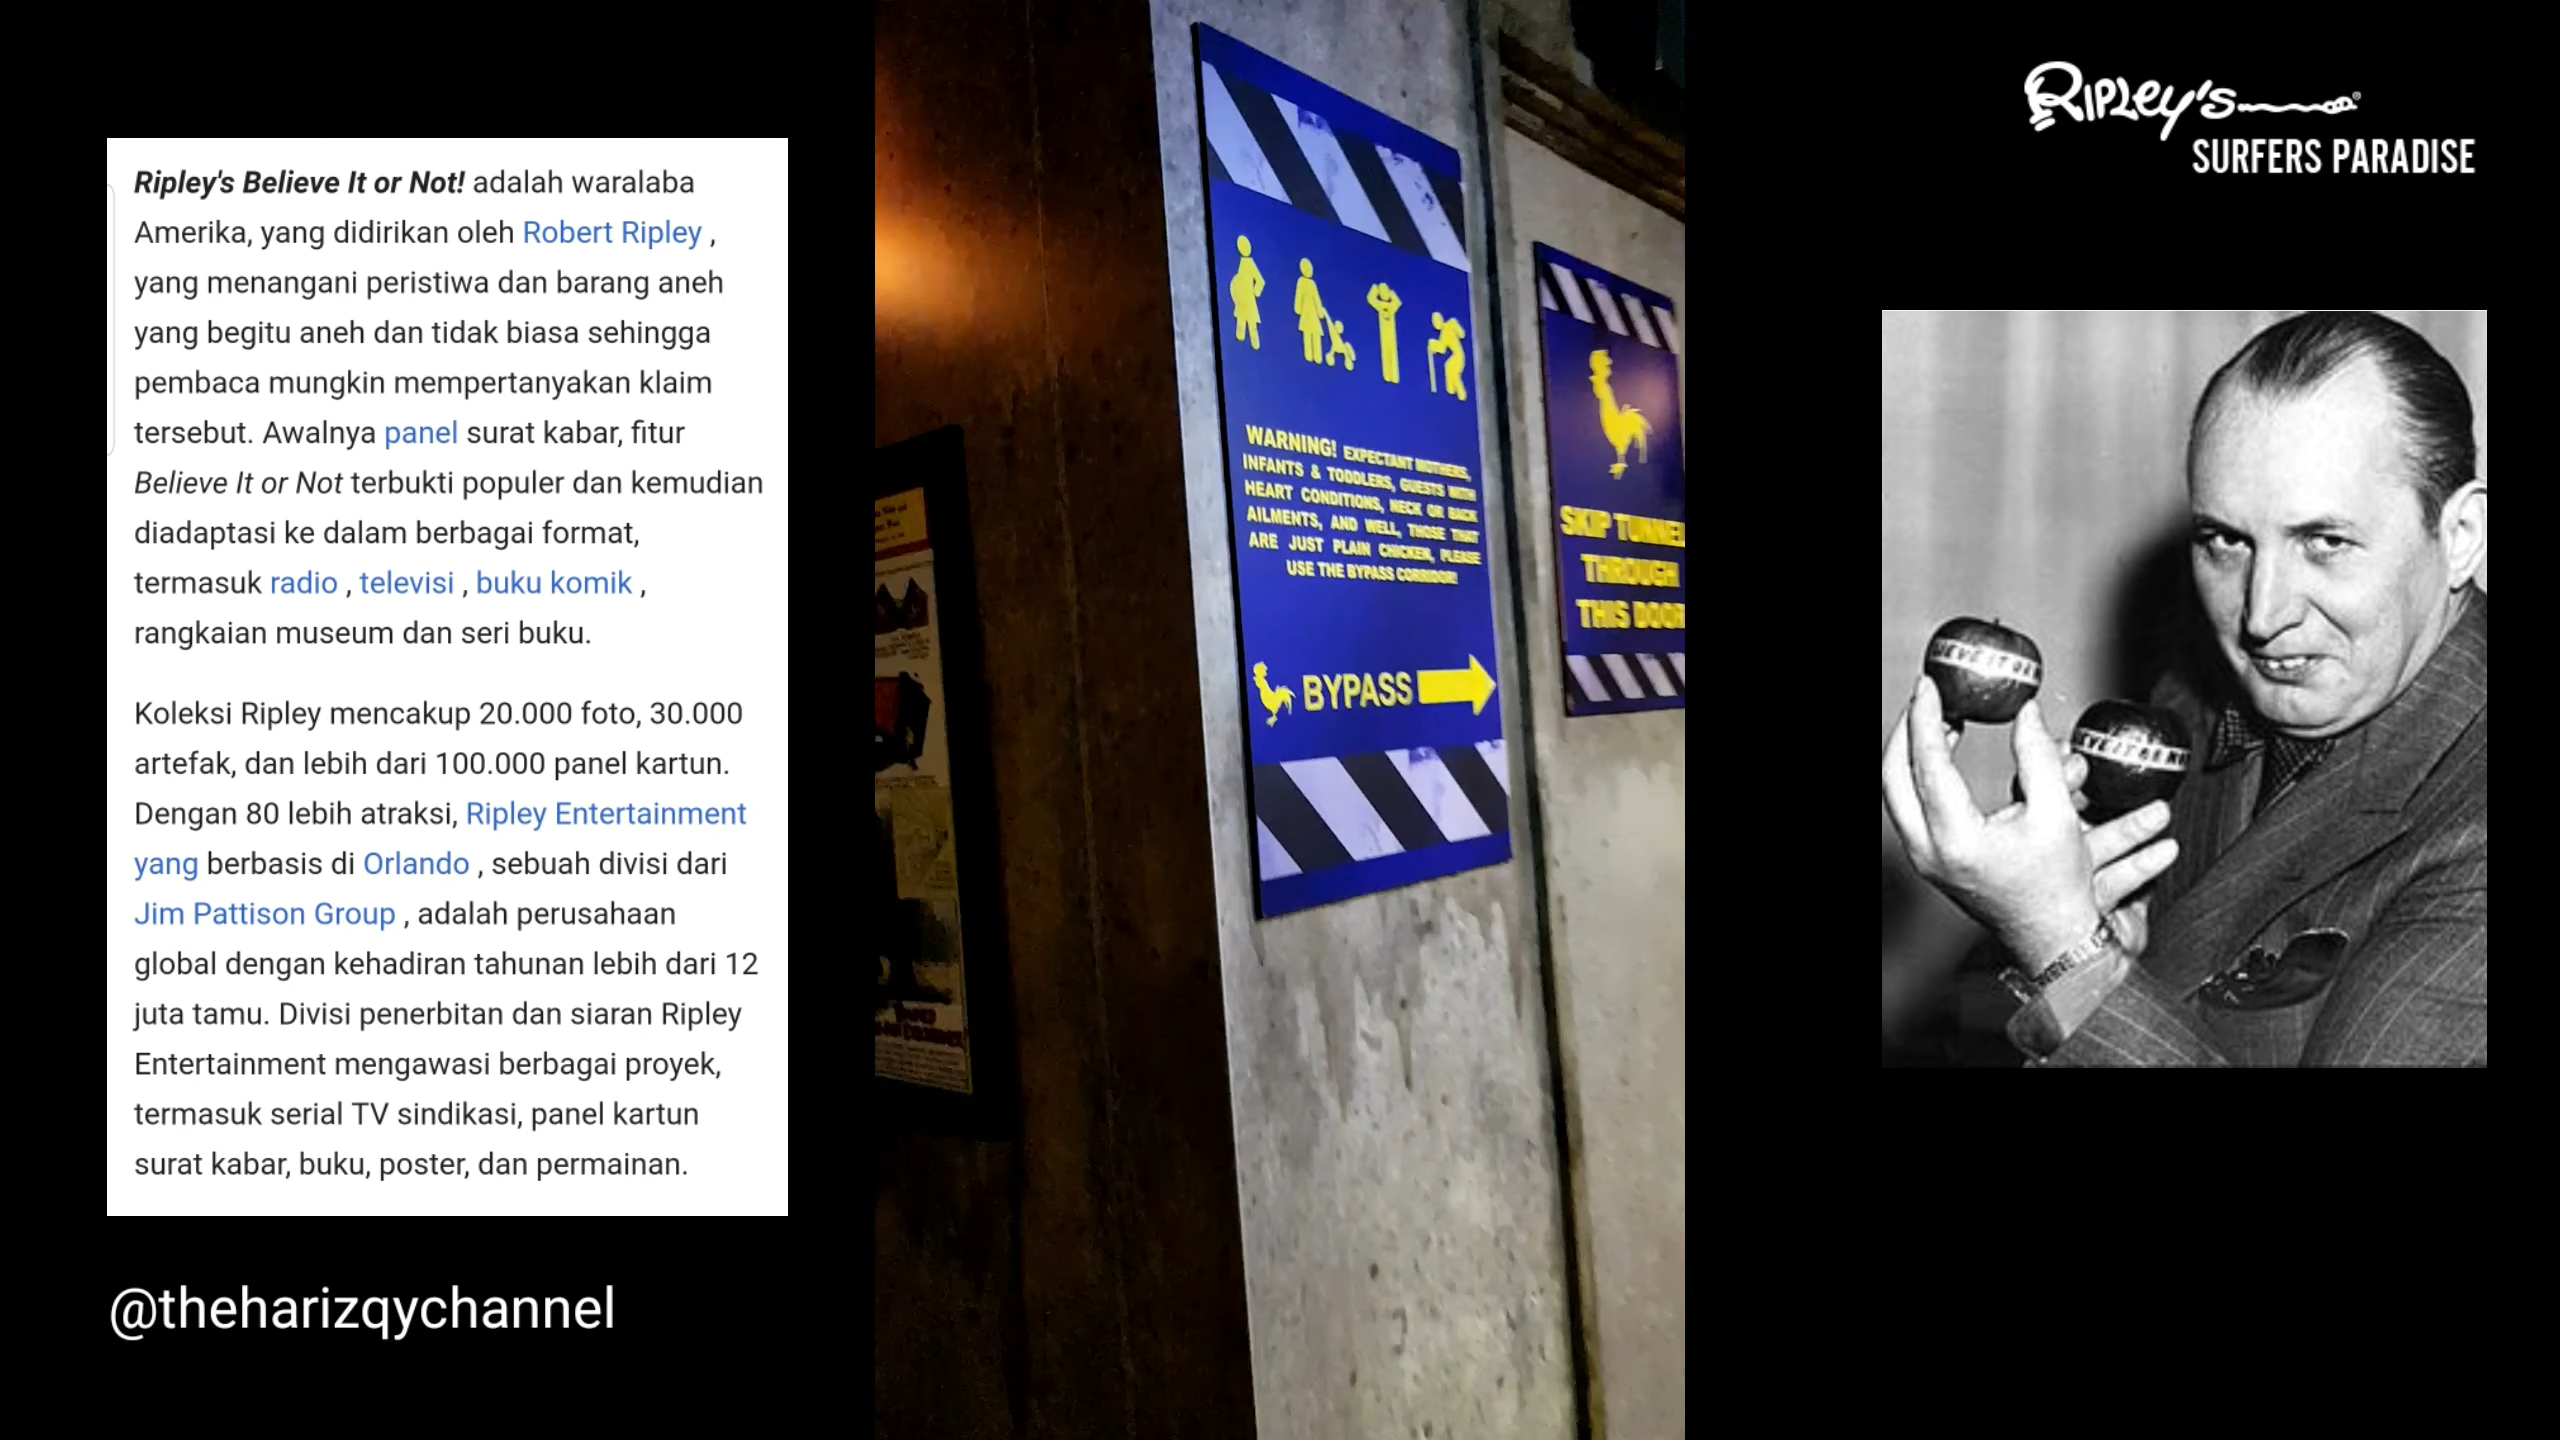 Ripley's Believe It or Not! adalah waralaba
Amerika, yang didirikan oleh Robert Ripley ,
yang menangani peristiwa dan barang aneh
yang begitu aneh dan tidak biasa sehingga
pembaca mungkin mempertanyakan klaim
tersebut. Awalnya panel surat kabar, fitur
Believe It or Not terbukti populer dan kemudian
diadaptasi ke dalam berbagai format,
termasuk radio , televisi , buku komik ,
rangkaian museum dan seri buku.
Koleksi Ripley mencakup 20.000 foto, 30.000
artefak, dan lebih dari 100.000 panel kartun.
Dengan 80 lebih atraksi, Ripley Entertainment
yang berbasis di Orlando , sebuah divisi dari
Jim Pattison Group , adalah perusahaan
global dengan kehadiran tahunan lebih dari 12
juta tamu. Divisi penerbitan dan siaran Ripley
Entertainment mengawasi berbagai proyek,
termasuk serial TV sindikasi, panel kartun
surat kabar, buku, poster, dan permainan.
@theharizqychannel
WARNING! EXPECTANT MOTHERS,
INFANTS & TODDLERS, GUESTS WITH
HEART CONDITIONS, NECK OR BACK
AILMENTS, AND WELL, THOSE THAT
ARE JUST PLAIN CHICKEN, PLEASE
USE THE BYPASS CORRIDOR!
BYPASS
SKIP TUNNEL
THROUGH
THIS DOOR
RIPLEY'S
SURFERS PARADISE
IEVE IT OR
EVE IT OR N